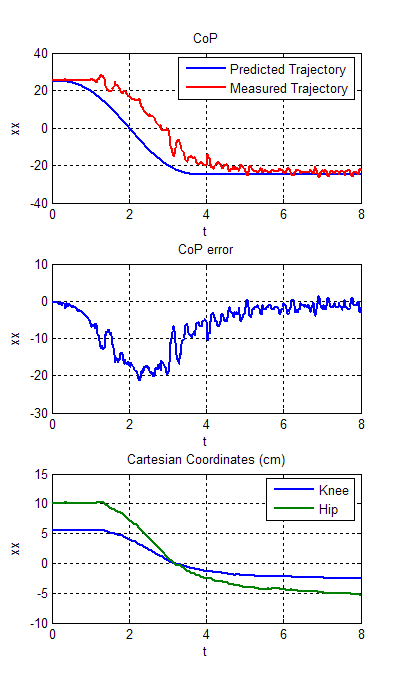 CoP
40
20
0
-20
-40
xx
Predicted Trajectory
Measured Trajectory
0 2 4 6 8
t
CoP error
10
0
-10
-20
-30
xx
0 2 4 6 8
t
Cartesian Coordinates (cm)
15
10
5
0
-5
-10
xx
Knee
Hip
0 2 4 6 8
t